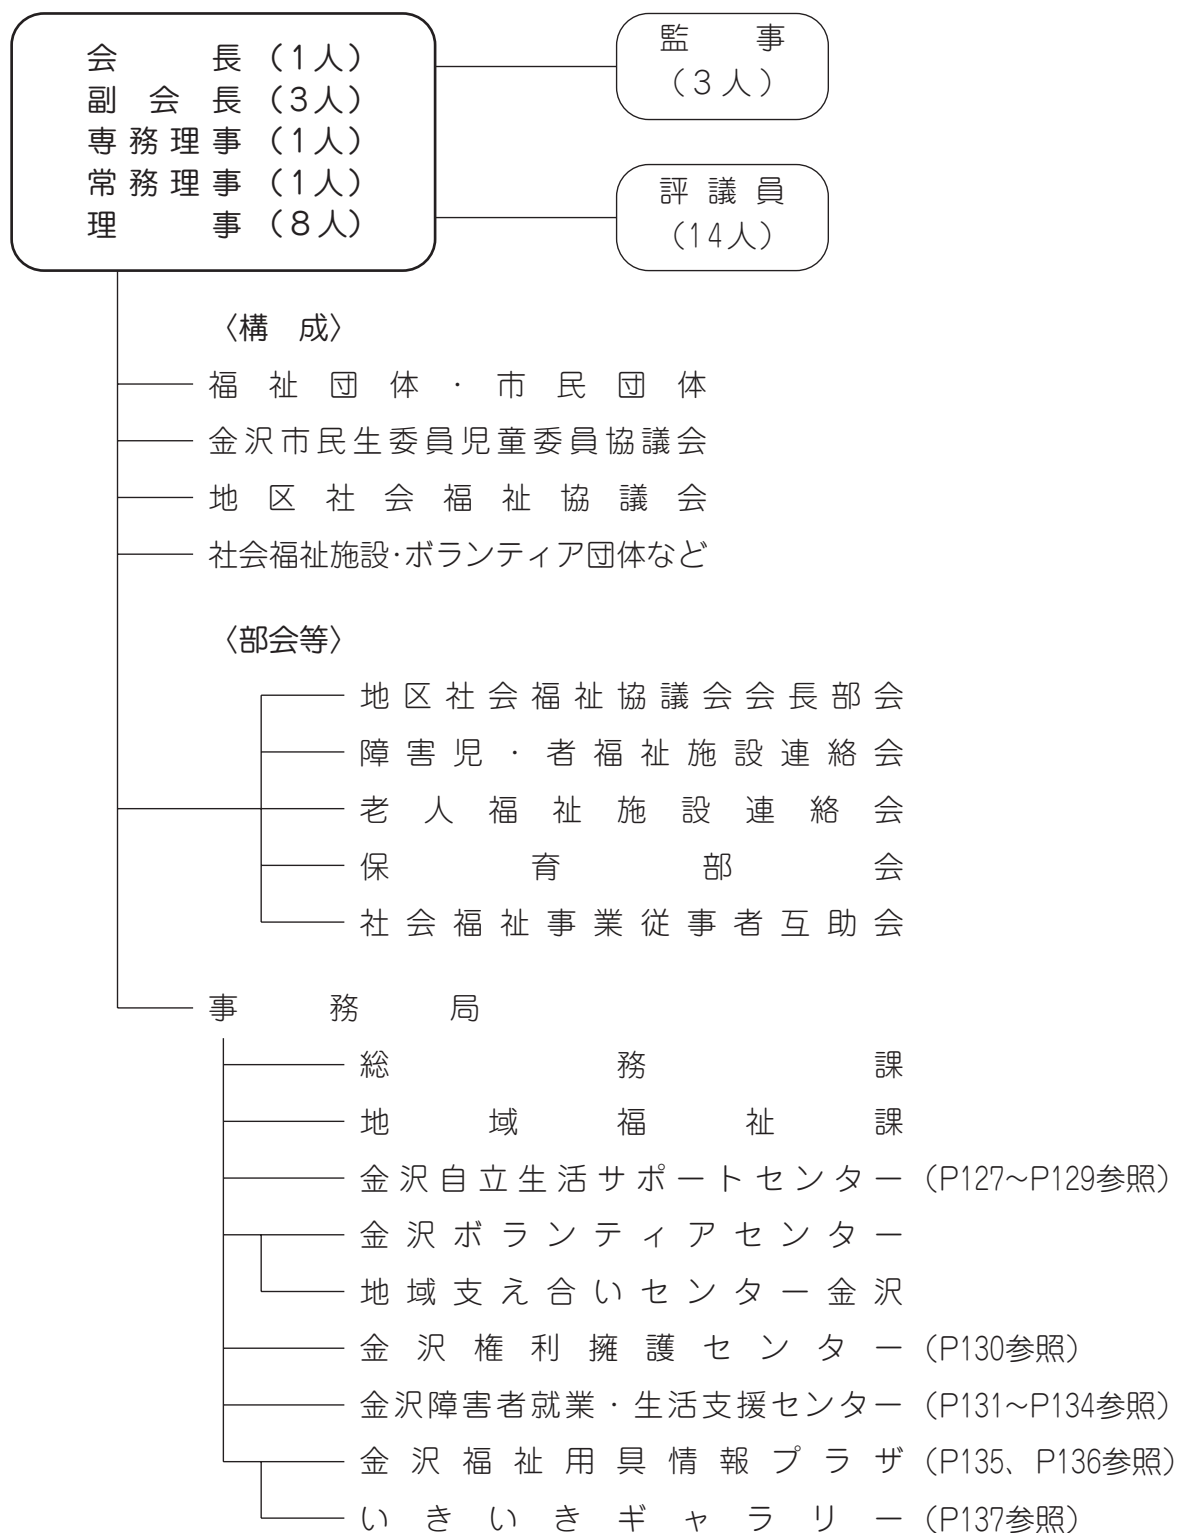 会長（1人）
副会長（3人）
専務理事（1人）
常務理事（1人）
理事（8人）
監事
（3人）
評議員
（14人）
〈構　成〉
福祉団体・市民団体
金沢市民生委員児童委員協議会
地区社会福祉協議会
社会福祉施設・ボランティア団体など
〈部会等〉
地区社会福祉協議会会長部会
障害児・者福祉施設連絡会
老人福祉施設連絡会
保育部会
社会福祉事業従事者互助会
事務局
総務課
地域福祉課
金沢自立生活サポートセンター（P127~P129参照）
金沢ボランティアセンター
地域支え合いセンター金沢
金沢権利擁護センター（P130参照）
金沢障害者就業・生活支援センター（P131~P134参照）
金沢福祉用具情報プラザ（P135、P136参照）
いきいきギャラリー（P137参照）